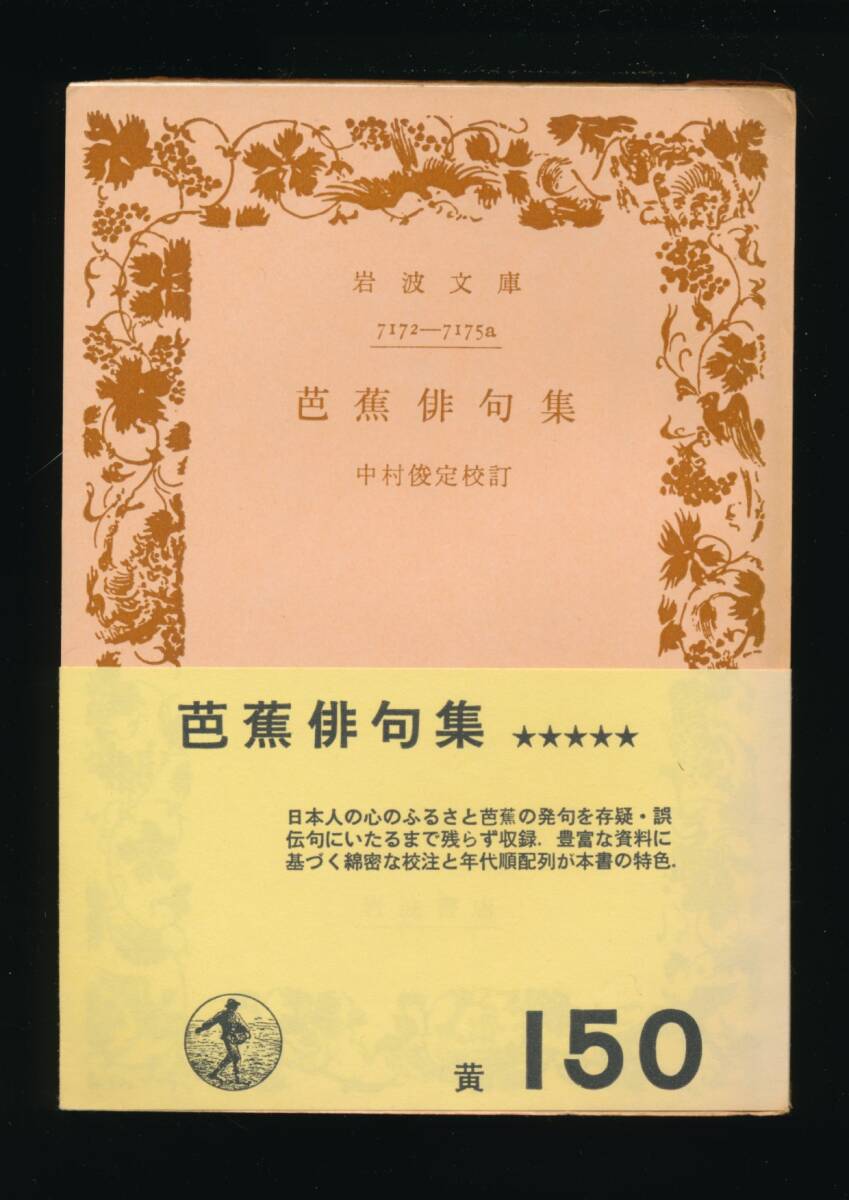 岩波文庫
7172—7175a
芭蕉俳句集
中村俊定校訂
芭蕉俳句集 ★★★★★
日本人の心のふるさと芭蕉の発句を存疑・誤
伝句にいたるまで残らず収録．豊富な資料に
基づく綿密な校注と年代順配列が本書の特色．
岩波書店
黄 150